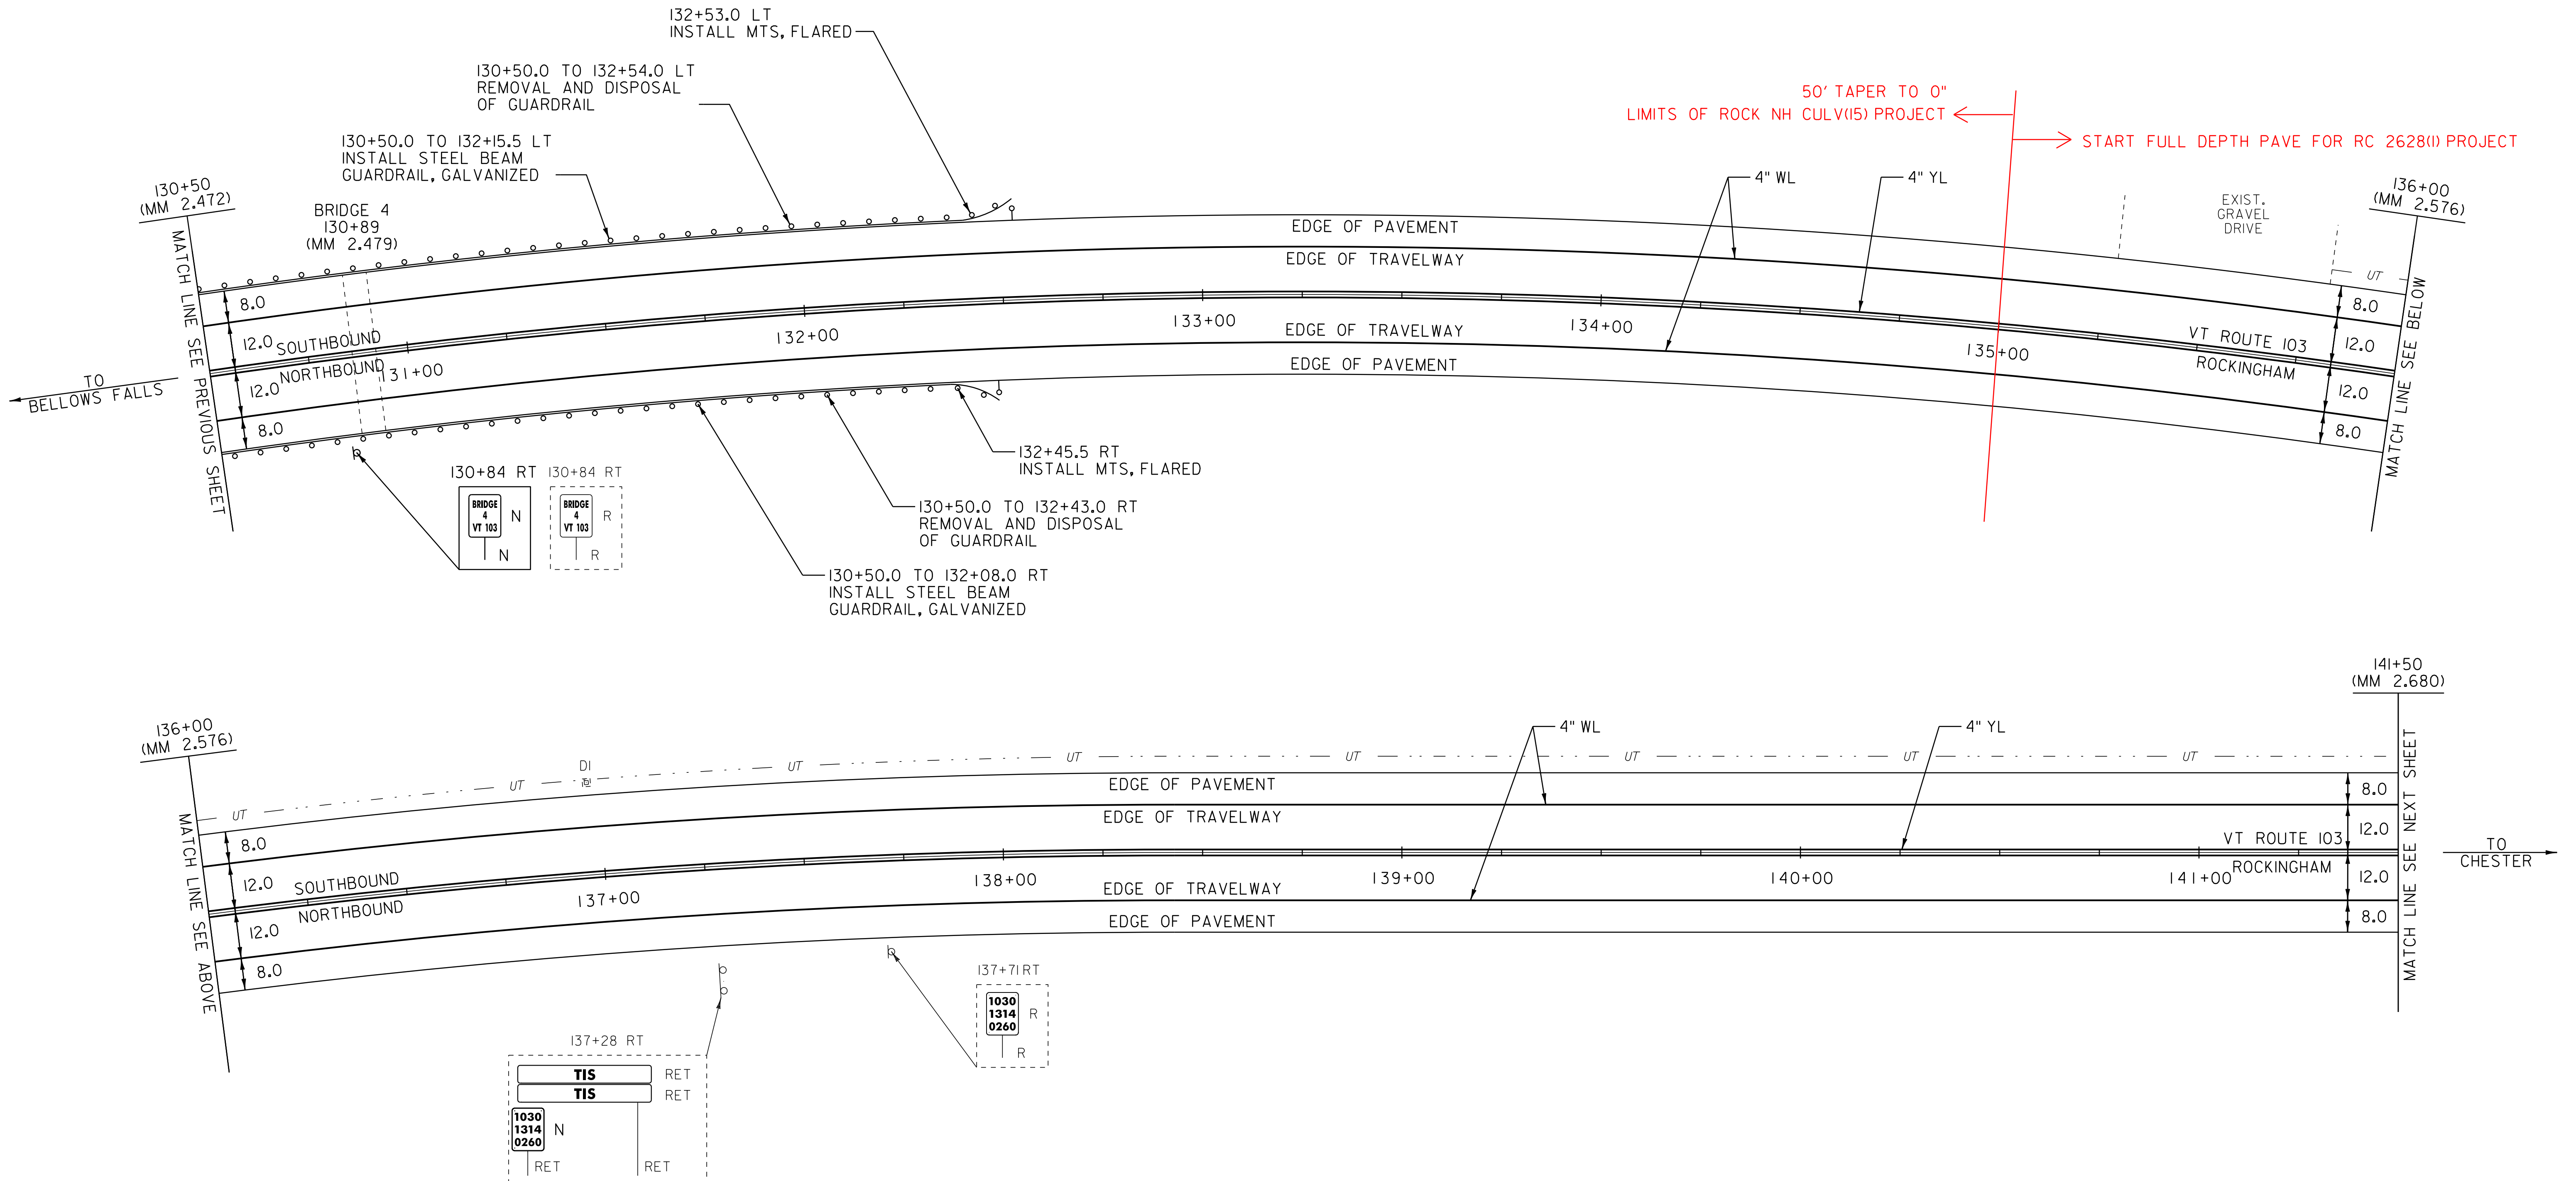 132+53.0 LT
INSTALL MTS, FLARED
130+50.0 TO 132+54.0 LT
REMOVAL AND DISPOSAL
OF GUARDRAIL
130+50.0 TO 132+15.5 LT
INSTALL STEEL BEAM
GUARDRAIL, GALVANIZED
50' TAPER TO 0"
LIMITS OF ROCK NH CULV(15) PROJECT
START FULL DEPTH PAVE FOR RC 2628(1) PROJECT
130+50
(MM 2.472)
BRIDGE 4
130+89
(MM 2.479)
4" WL
4" YL
EXIST.
GRAVEL
DRIVE
136+00
(MM 2.576)
UT
MATCH LINE SEE PREVIOUS SHEET
EDGE OF PAVEMENT
EDGE OF TRAVELWAY
8.0
12.0
SOUTHBOUND
NORTHBOUND
12.0
8.0
131+00
132+00
133+00
134+00
135+00
EDGE OF TRAVELWAY
EDGE OF PAVEMENT
VT ROUTE 103
ROCKINGHAM
8.0
12.0
12.0
8.0
MATCH LINE SEE BELOW
TO
BELLOWS FALLS
130+84 RT
BRIDGE
4
VT 103
N
N
130+84 RT
BRIDGE
4
VT 103
R
R
132+45.5 RT
INSTALL MTS, FLARED
130+50.0 TO 132+43.0 RT
REMOVAL AND DISPOSAL
OF GUARDRAIL
130+50.0 TO 132+08.0 RT
INSTALL STEEL BEAM
GUARDRAIL, GALVANIZED
136+00
(MM 2.576)
141+50
(MM 2.680)
4" WL
4" YL
DI
UT
UT
UT
UT
UT
UT
UT
UT
MATCH LINE SEE ABOVE
EDGE OF PAVEMENT
EDGE OF TRAVELWAY
8.0
12.0
SOUTHBOUND
NORTHBOUND
12.0
8.0
137+00
138+00
139+00
140+00
141+00
EDGE OF TRAVELWAY
EDGE OF PAVEMENT
VT ROUTE 103
ROCKINGHAM
8.0
12.0
12.0
8.0
MATCH LINE SEE NEXT SHEET
TO
CHESTER
137+71 RT
1030
1314
0260
R
R
137+28 RT
TIS
RET
TIS
RET
1030
1314
0260
N
RET
RET